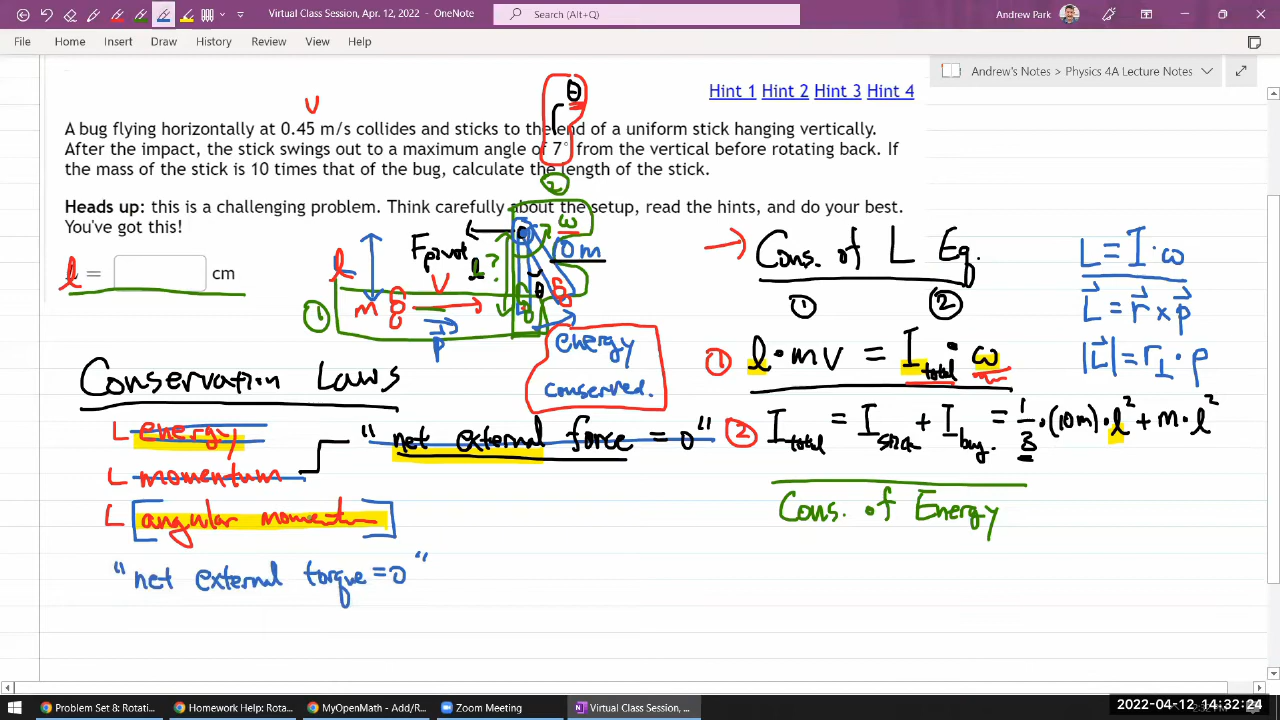 Virtual Class Session, Apr. 12, 2022 - OneNote
Search (Alt+Q)
Andrew Park
File Home Insert Draw History Review View Help
Andrew's Notes > Physics 4A Lecture Notes
Hint 1 Hint 2 Hint 3 Hint 4
θ
v
A bug flying horizontally at 0.45 m/s collides and sticks to the end of a uniform stick hanging vertically.
After the impact, the stick swings out to a maximum angle of 7° from the vertical before rotating back. If
the mass of the stick is 10 times that of the bug, calculate the length of the stick.
②
Heads up: this is a challenging problem. Think carefully about the setup, read the hints, and do your best.
You've got this!
ω
Fpivot
10m
l
l ?
l = cm
v
θ
m
①
p
energy
conserved.
Conservation Laws
energy
momentum
angular momentum
"net external force = 0"
"net external torque = 0"
→ Cons. of L Eq.
① ②
① l · m v = I total · ω
② I total = I stick + I bug = 1/3 · (10m) · l² + m · l²
Cons. of Energy
L = I · ω
L = r × p
|L| = r⊥ · p
Problem Set & Rotati...
Homework Help: Rota...
MyOpenMath - Add/R...
Zoom Meeting
Virtual Class Session,...
2022-04-12 14:32:24